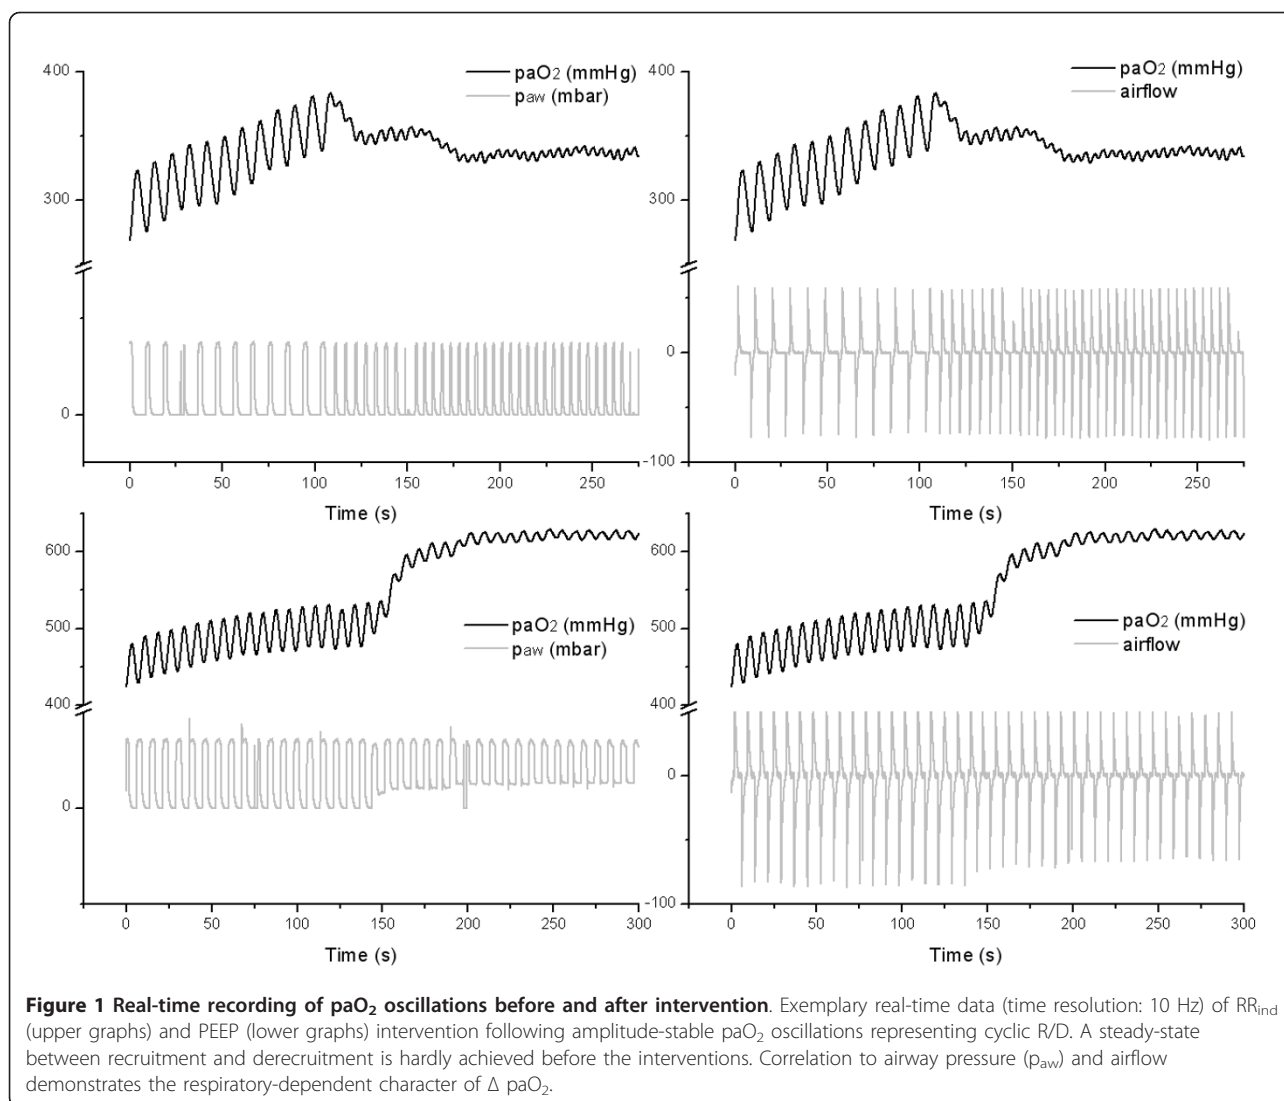 400
300
0
paO2 (mmHg)
paw (mbar)
0 50 100 150 200 250
Time (s)
400
300
0
-100
paO2 (mmHg)
airflow
0 50 100 150 200 250
Time (s)
600
500
400
0
paO2 (mmHg)
paw (mbar)
0 50 100 150 200 250 300
Time (s)
600
500
400
0
-100
paO2 (mmHg)
airflow
0 50 100 150 200 250 300
Time (s)
Figure 1 Real-time recording of paO2 oscillations before and after intervention. Exemplary real-time data (time resolution: 10 Hz) of RRind
(upper graphs) and PEEP (lower graphs) intervention following amplitude-stable paO2 oscillations representing cyclic R/D. A steady-state
between recruitment and derecruitment is hardly achieved before the interventions. Correlation to airway pressure (paw) and airflow
demonstrates the respiratory-dependent character of Δ paO2.